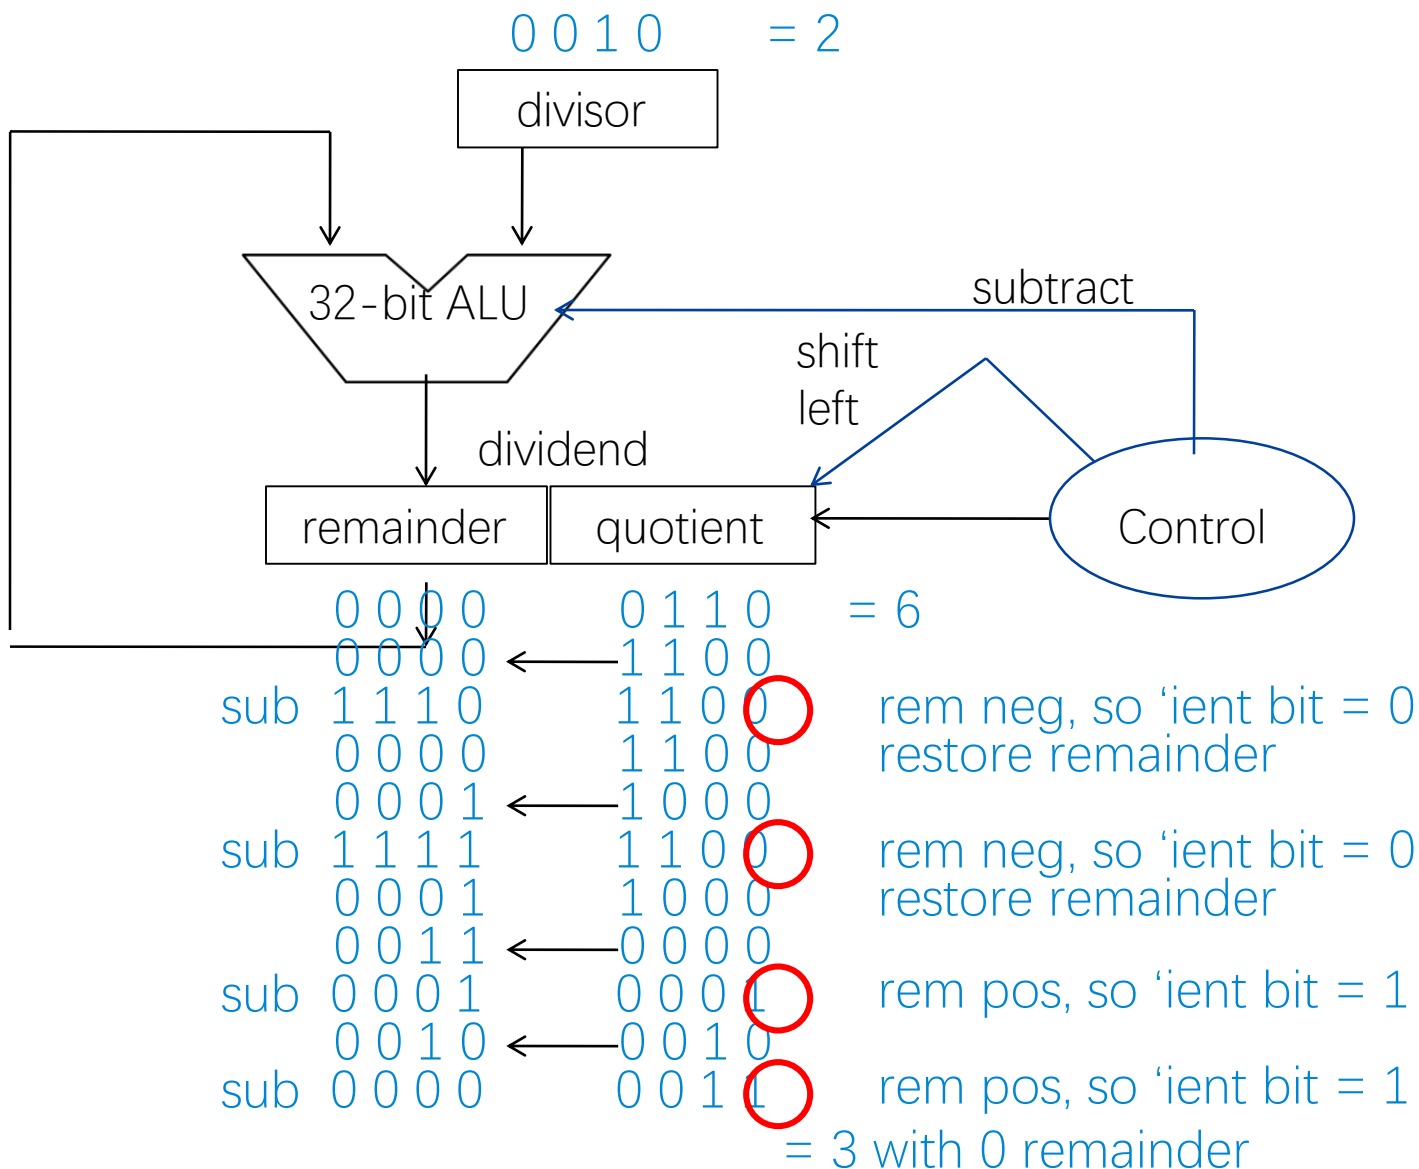 0 0 1 0 = 2
divisor
32-bit ALU
subtract
shift
left
dividend
remainder quotient
Control
0 0 0 0 0 1 1 0 = 6
0 0 0 0 1 1 0 0
sub 1 1 1 0 1 1 0 0 rem neg, so ‘ient bit = 0
0 0 0 0 1 1 0 0 restore remainder
0 0 0 1 1 0 0 0
sub 1 1 1 1 1 1 0 0 rem neg, so ‘ient bit = 0
0 0 0 1 1 0 0 0 restore remainder
0 0 1 1 0 0 0 0
sub 0 0 0 1 0 0 0 1 rem pos, so ‘ient bit = 1
0 0 1 0 0 0 1 0
sub 0 0 0 0 0 0 1 1 rem pos, so ‘ient bit = 1
= 3 with 0 remainder